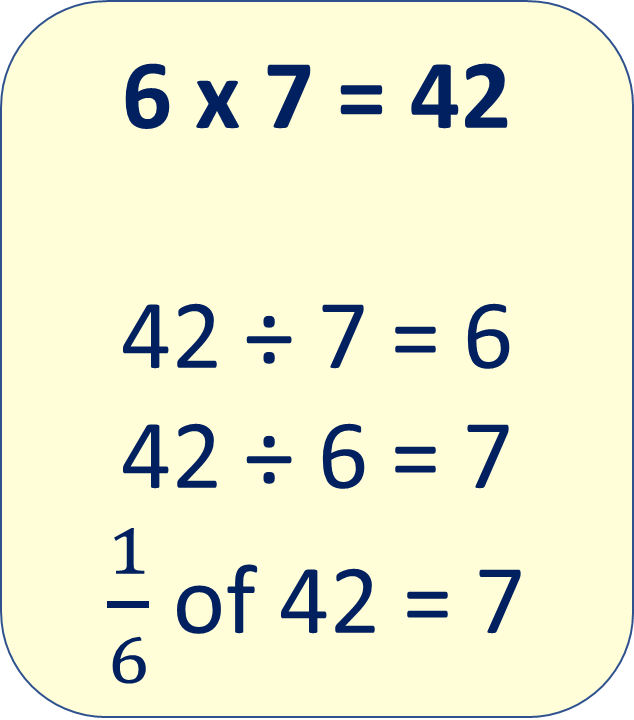 6 x 7 = 42
42 ÷ 7 = 6
42 ÷ 6 = 7
1/6 of 42 = 7